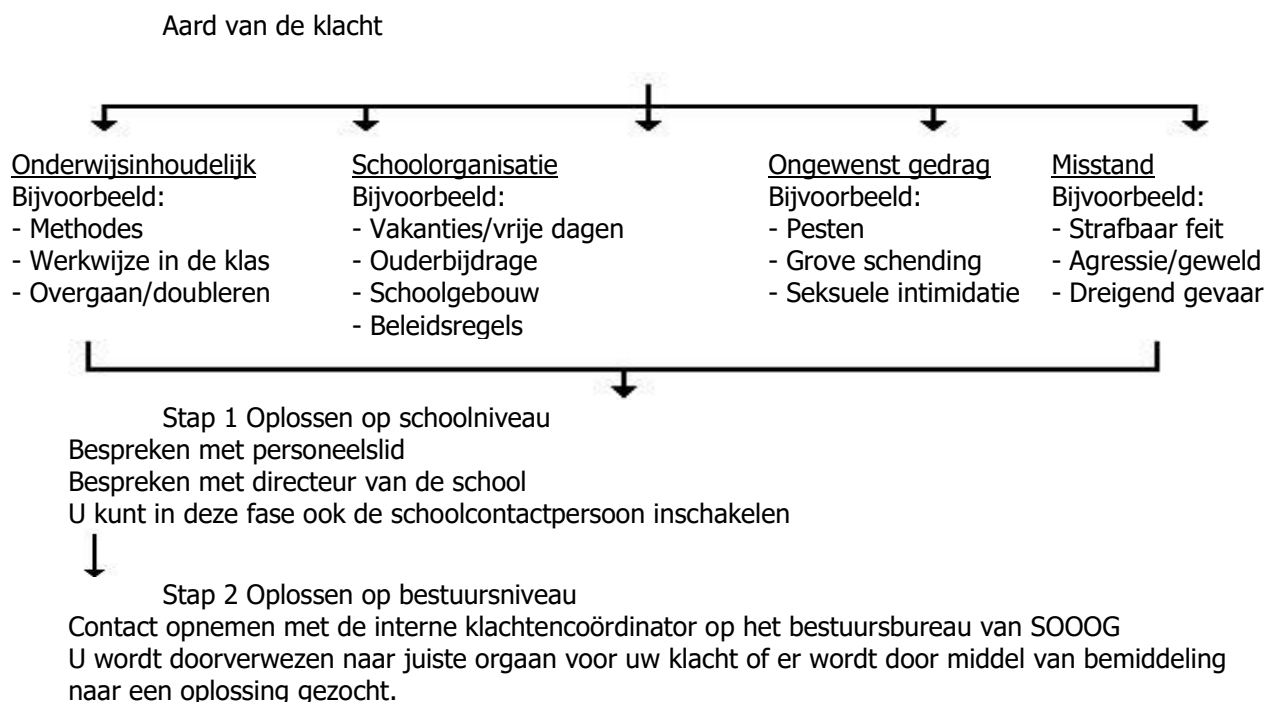 Aard van de klacht
Onderwijsinhoudelijk
Bijvoorbeeld:
- Methodes
- Werkwijze in de klas
- Overgaan/doubleren
Schoolorganisatie
Bijvoorbeeld:
- Vakanties/vrije dagen
- Ouderbijdrage
- Schoolgebouw
- Beleidsregels
Ongewenst gedrag
Bijvoorbeeld:
- Pesten
- Grove schending
- Seksuele intimidatie
Misstand
Bijvoorbeeld:
- Strafbaar feit
- Agressie/geweld
- Dreigend gevaar
Stap 1 Oplossen op schoolniveau
Bespreken met personeelslid
Bespreken met directeur van de school
U kunt in deze fase ook de schoolcontactpersoon inschakelen
Stap 2 Oplossen op bestuursniveau
Contact opnemen met de interne klachtencoördinator op het bestuursbureau van SOOOG
U wordt doorverwezen naar juiste orgaan voor uw klacht of er wordt door middel van bemiddeling
naar een oplossing gezocht.